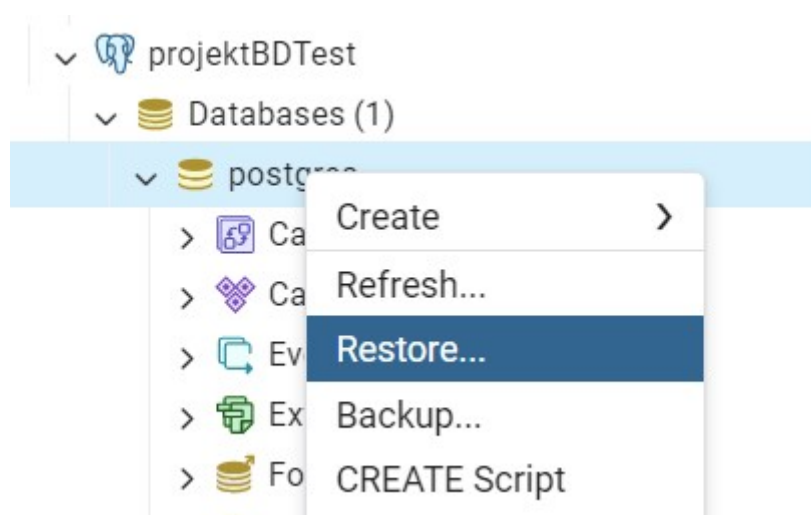 projektBDTest
Databases (1)
Create
Refresh...
Restore...
Backup...
CREATE Script